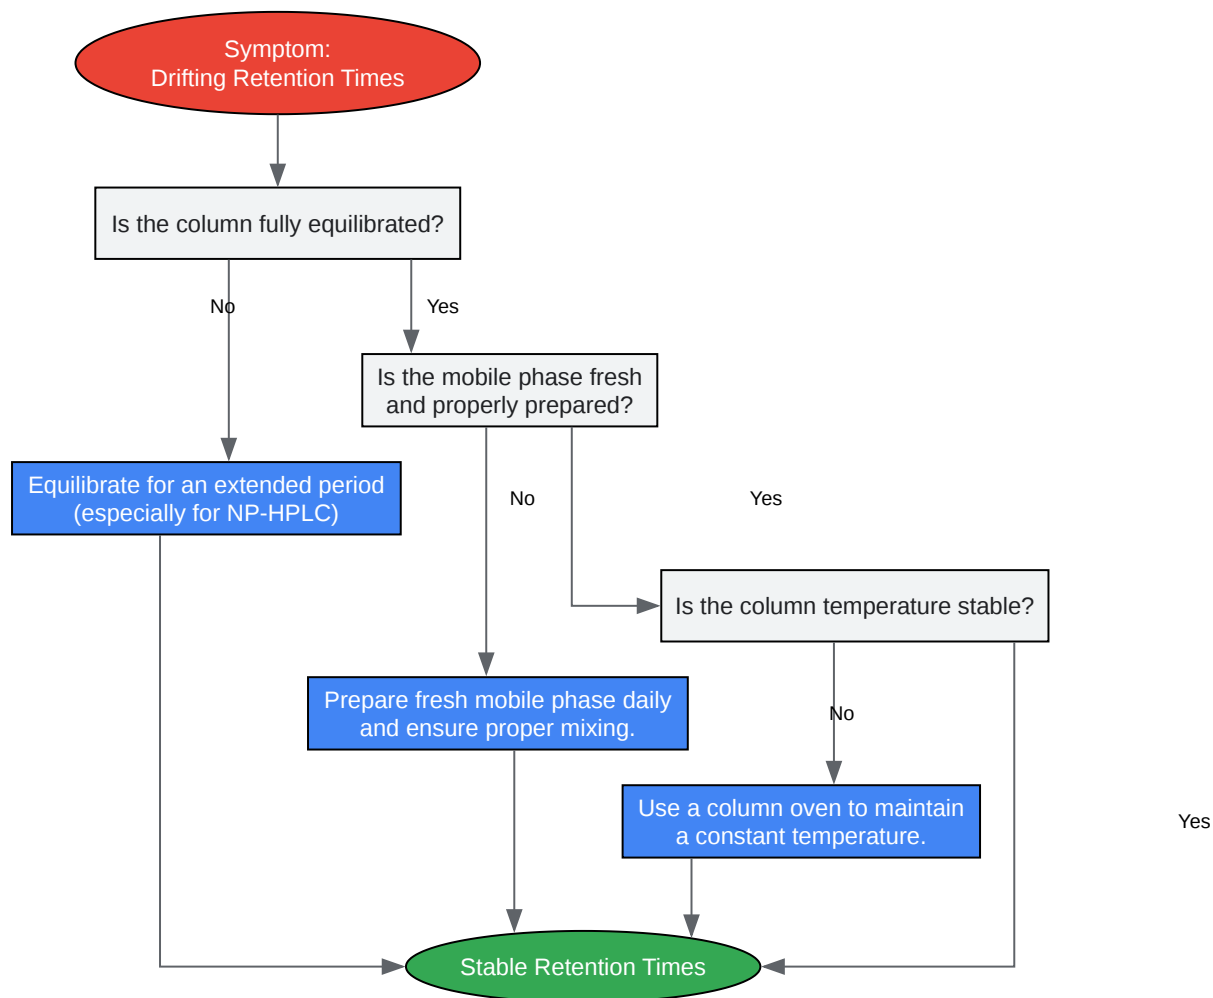 Symptom:
Drifting Retention Times
Is the column fully equilibrated?
No
Yes
Is the mobile phase fresh
and properly prepared?
Equilibrate for an extended period
(especially for NP-HPLC)
No
Yes
Is the column temperature stable?
Prepare fresh mobile phase daily
and ensure proper mixing.
No
Use a column oven to maintain
a constant temperature.
Yes
Stable Retention Times